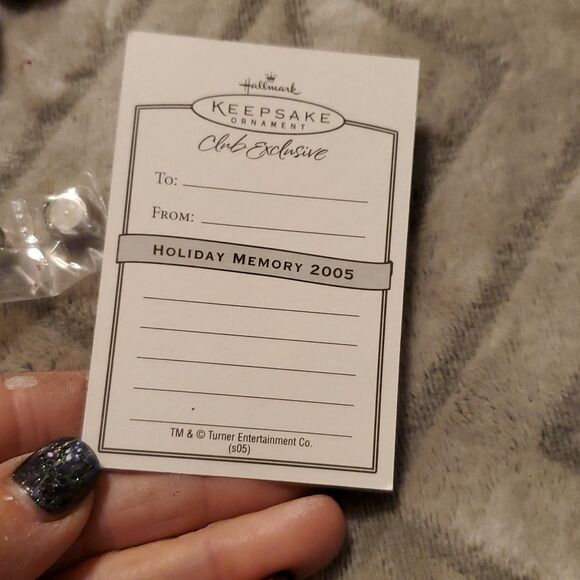 Hallmark
KEEPSAKE
ORNAMENT
Club Exclusive
TO:
FROM:
HOLIDAY MEMORY 2005
TM & © Turner Entertainment Co.
(s05)